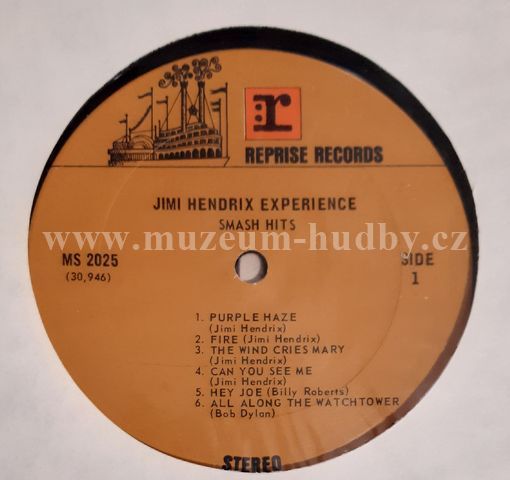 r:
REPRISE RECORDS
JIMI HENDRIX EXPERIENCE
SMASH HITS
www.muzeum-hudby.cz
MS 2025
(30,946)
SIDE
1
1. PURPLE HAZE
(Jimi Hendrix)
2. FIRE (Jimi Hendrix)
3. THE WIND CRIES MARY
(Jimi Hendrix)
4. CAN YOU SEE ME
(Jimi Hendrix)
5. HEY JOE (Billy Roberts)
6. ALL ALONG THE WATCHTOWER
(Bob Dylan)
STEREO